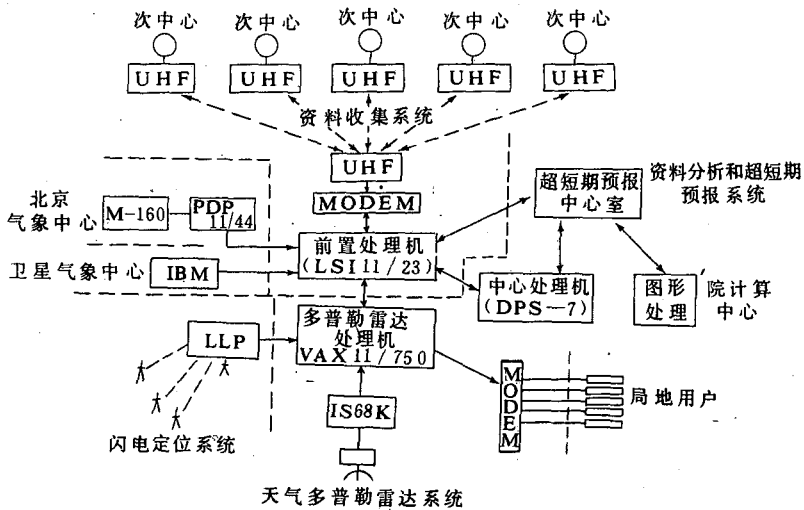 次中心
次中心
次中心
次中心
次中心
UHF
UHF
UHF
UHF
UHF
资料收集系统
UHF
MODEM
北京
气象中心
M-160
PDP
11/44
前置处理机
(LSI11/23)
卫星气象中心
IBM
超短期预报
中心室
资料分析和超短期
预报系统
中心处理机
(DPS-7)
图形
处理
院计算
中心
多普勒雷达
处理机
VAX11/750
LLP
闪电定位系统
IS68K
天气多普勒雷达系统
MODEM
局地用户